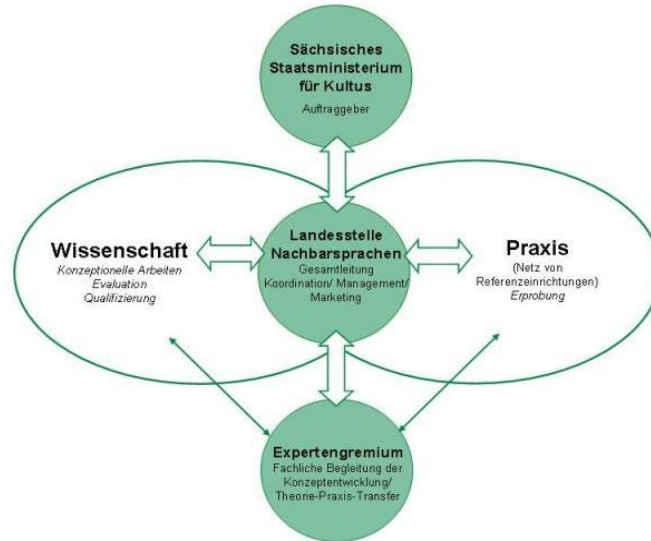 Sächsisches
Staatsministerium
für Kultus
Auftraggeber
Wissenschaft
Konzeptionelle Arbeiten
Evaluation
Qualifizierung
Landesstelle
Nachbarsprachen
Gesamtleitung
Koordination/ Management/
Marketing
Praxis
(Netz von
Referenzeinrichtungen)
Erprobung
Expertengremium
Fachliche Begleitung der
Konzeptentwicklung/
Theorie-Praxis-Transfer